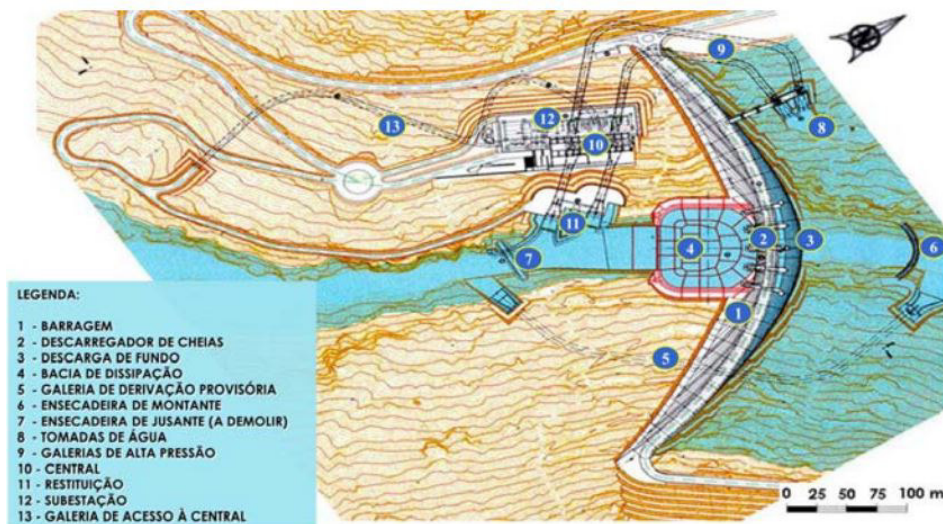 9
8
13
12
10
11
7
4
2
3
6
1
5
LEGENDA:
1 - BARRAGEM
2 - DESCARREGADOR DE CHEIAS
3 - DESCARGA DE FUNDO
4 - BACIA DE DISSIPAÇÃO
5 - GALERIA DE DERIVAÇÃO PROVISÓRIA
6 - ENSECADEIRA DE MONTANTE
7 - ENSECADEIRA DE JUSANTE (A DEMOLIR)
8 - TOMADAS DE ÁGUA
9 - GALERIAS DE ALTA PRESSÃO
10 - CENTRAL
11 - RESTITUIÇÃO
12 - SUBESTAÇÃO
13 - GALERIA DE ACESSO À CENTRAL
0 25 50 75 100 m